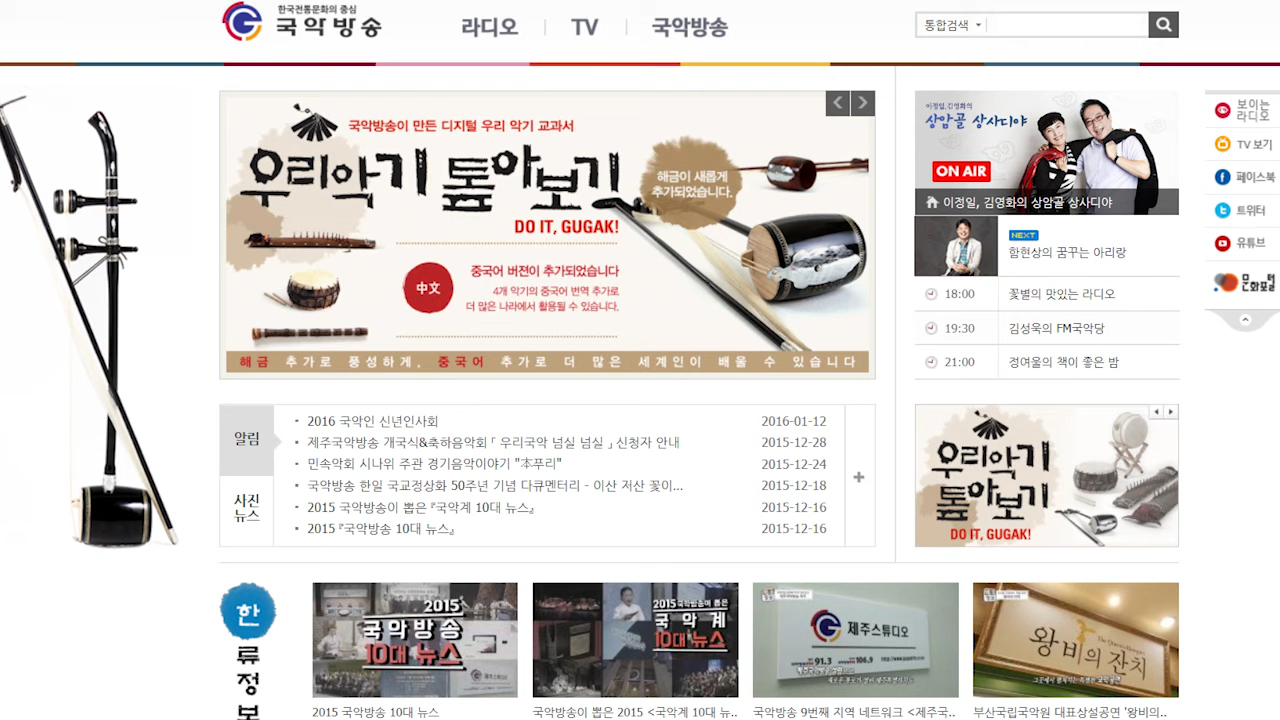 한국전통문화의 중심
국악방송
라디오
TV
국악방송
통합검색
국악방송이 만든 디지털 우리 악기 교과서
우리악기 톺아보기
DO IT, GUGAK!
해금이 새롭게
추가되었습니다.
中文
중국어 버젼이 추가되었습니다
4개 악기의 중국어 번역 추가로
더 많은 나라에서 활용될 수 있습니다.
해금 추가로 풍성하게, 중국어 추가로 더 많은 세계인이 배울 수 있습니다
이정일, 김영화의
상암골 상사디야
ON AIR
이정일, 김영화의 상암골 상사디야
NEXT
함현상의 꿈꾸는 아리랑
18:00 꽃별의 맛있는 라디오
19:30 김성욱의 FM국악당
21:00 정여울의 책이 좋은 밤
보이는
라디오
TV 보기
페이스북
트위터
유튜브
문화포털
알림
사진
뉴스
2016 국악인 신년인사회 2016-01-12
제주국악방송 개국식&축하음악회 「 우리국악 넘실 넘실 」 신청자 안내 2015-12-28
민속악회 시나위 주관 경기음악이야기 "本푸리" 2015-12-24
국악방송 한일 국교정상화 50주년 기념 다큐멘터리 - 이산 저산 꽃이... 2015-12-18
2015 국악방송이 뽑은 『국악계 10대 뉴스』 2015-12-16
2015 『국악방송 10대 뉴스』 2015-12-16
우리악기
톺아보기
DO IT, GUGAK!
한
류
정
보
2015
국악방송
10대 뉴스
2015 국악방송이 뽑은
국악계
10대 뉴스
제주스튜디오
91.3
106.9
왕비의 잔치
2015 국악방송 10대 뉴스
국악방송이 뽑은 2015 <국악계 10대 뉴..
국악방송 9번째 지역 네트워크 <제주국..
부산국립국악원 대표상설공연 '왕비의..